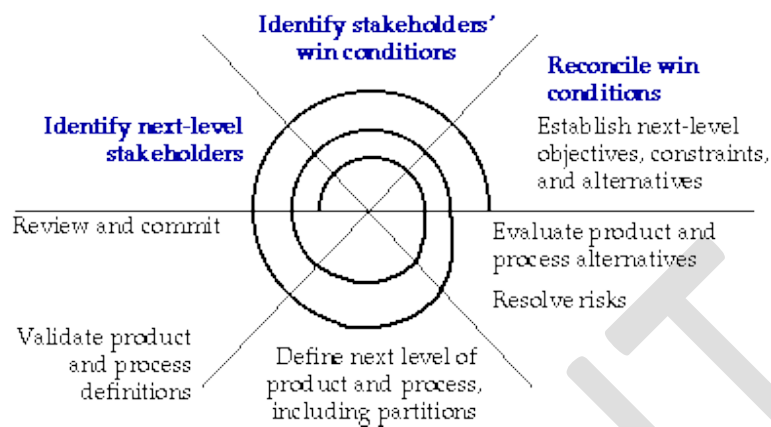 Identify stakeholders'
win conditions
Reconcile win
conditions
Establish next-level
objectives, constraints,
and alternatives
Identify next-level
stakeholders
Review and commit
Evaluate product and
process alternatives
Resolve risks
Validate product
and process
definitions
Define next level of
product and process,
including partitions